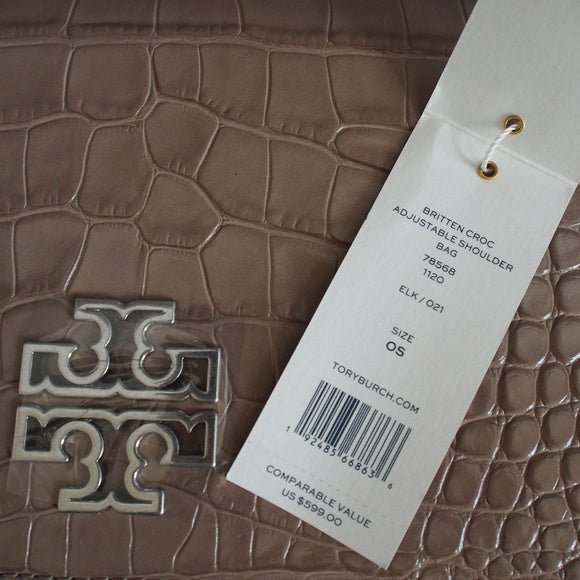 BRITTEN CROC
ADJUSTABLE SHOULDER
BAG
78568
1120
ELK / 021
SIZE
OS
TORYBURCH.COM
1 92485 66863 6
COMPARABLE VALUE
US $599.00